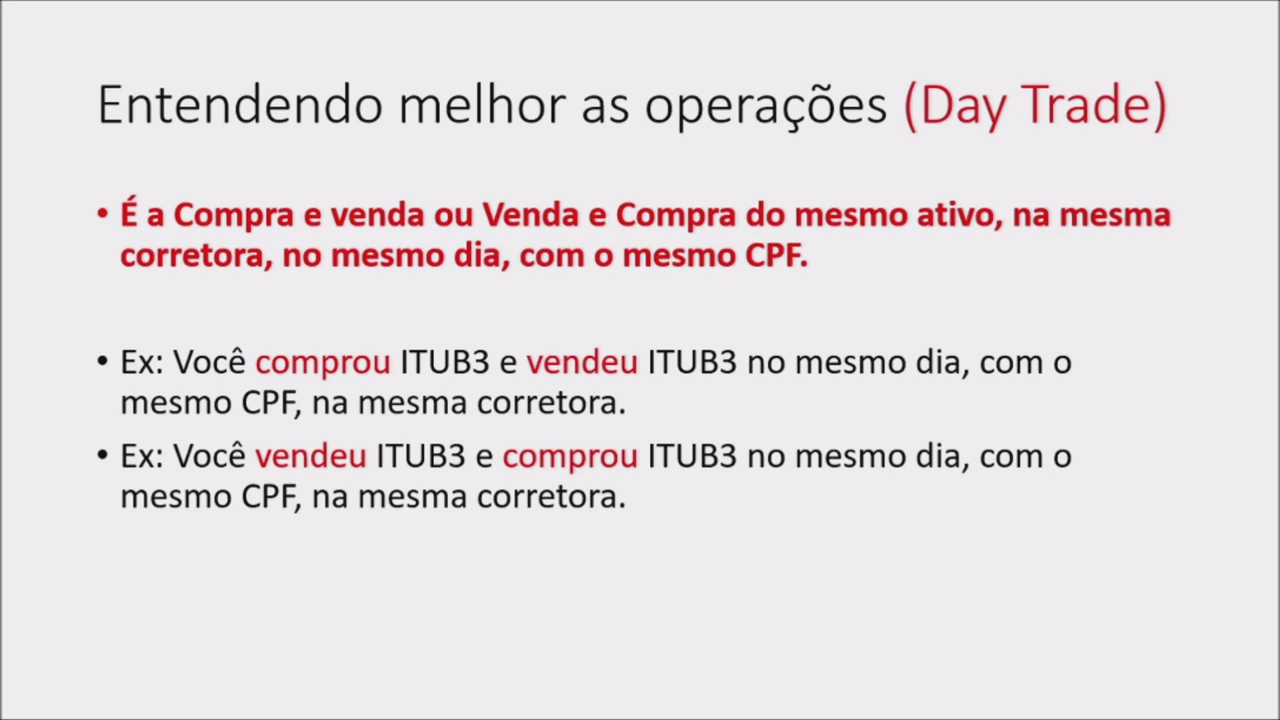 Entendendo melhor as operações (Day Trade)
• É a Compra e venda ou Venda e Compra do mesmo ativo, na mesma
corretora, no mesmo dia, com o mesmo CPF.
• Ex: Você comprou ITUB3 e vendeu ITUB3 no mesmo dia, com o
mesmo CPF, na mesma corretora.
• Ex: Você vendeu ITUB3 e comprou ITUB3 no mesmo dia, com o
mesmo CPF, na mesma corretora.